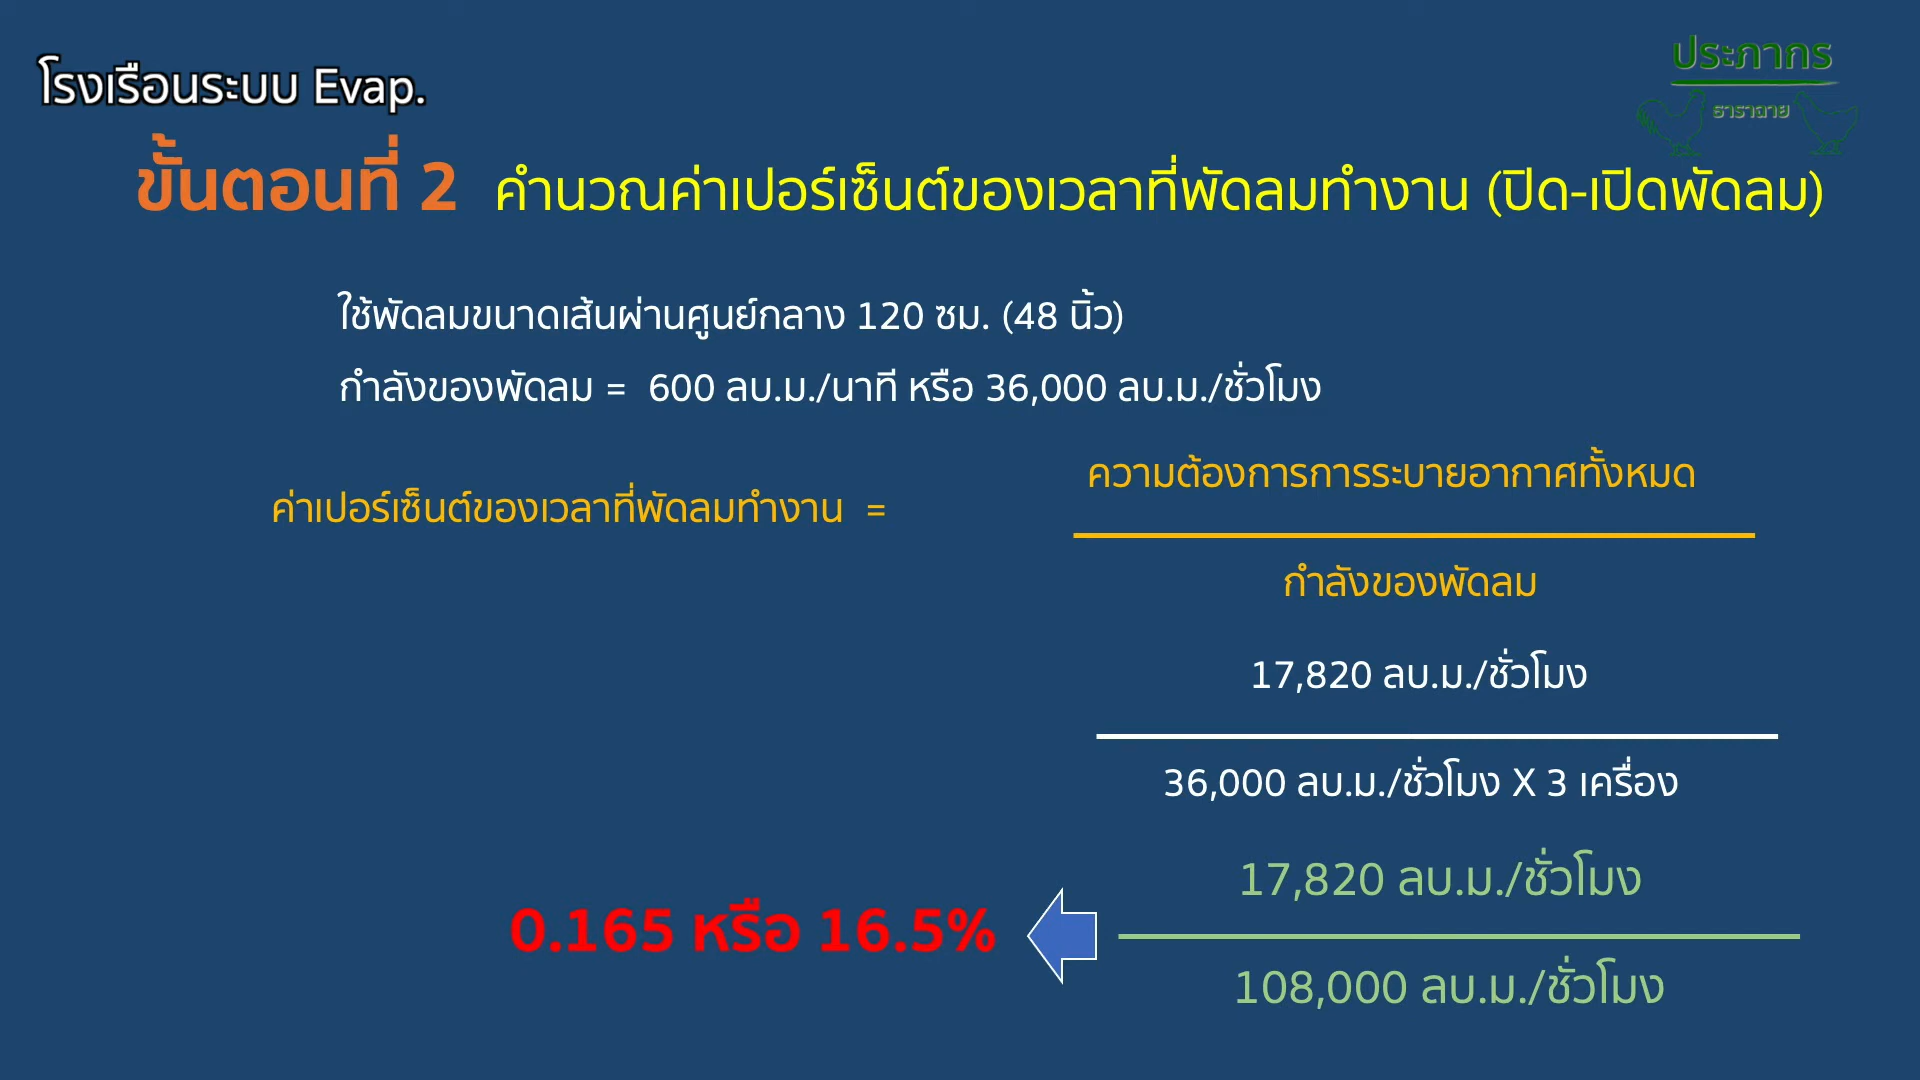 ประภากร
ธาราฉาย
โรงเรือนระบบ Evap.
ขั้นตอนที่ 2 คำนวณค่าเปอร์เซ็นต์ของเวลาที่พัดลมทำงาน (ปิด-เปิดพัดลม)
ใช้พัดลมขนาดเส้นผ่านศูนย์กลาง 120 ซม. (48 นิ้ว)
กำลังของพัดลม = 600 ลบ.ม./นาที หรือ 36,000 ลบ.ม./ชั่วโมง
ค่าเปอร์เซ็นต์ของเวลาที่พัดลมทำงาน =
ความต้องการการระบายอากาศทั้งหมด
กำลังของพัดลม
17,820 ลบ.ม./ชั่วโมง
36,000 ลบ.ม./ชั่วโมง X 3 เครื่อง
17,820 ลบ.ม./ชั่วโมง
108,000 ลบ.ม./ชั่วโมง
0.165 หรือ 16.5%